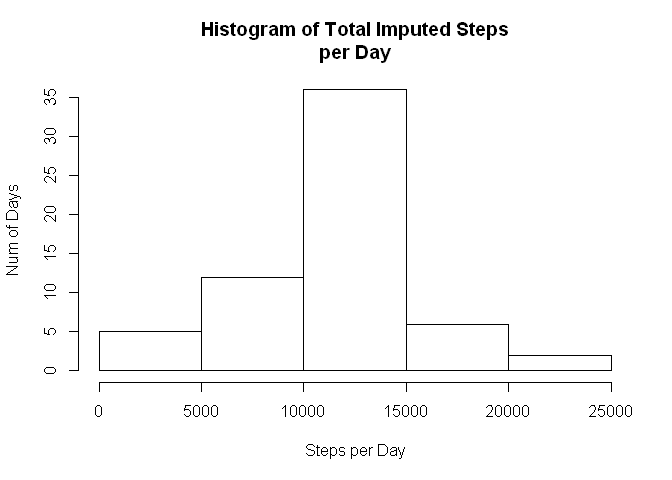 Histogram of Total Imputed Steps
per Day
Num of Days
35
30
25
20
15
10
5
0
0 5000 10000 15000 20000 25000
Steps per Day